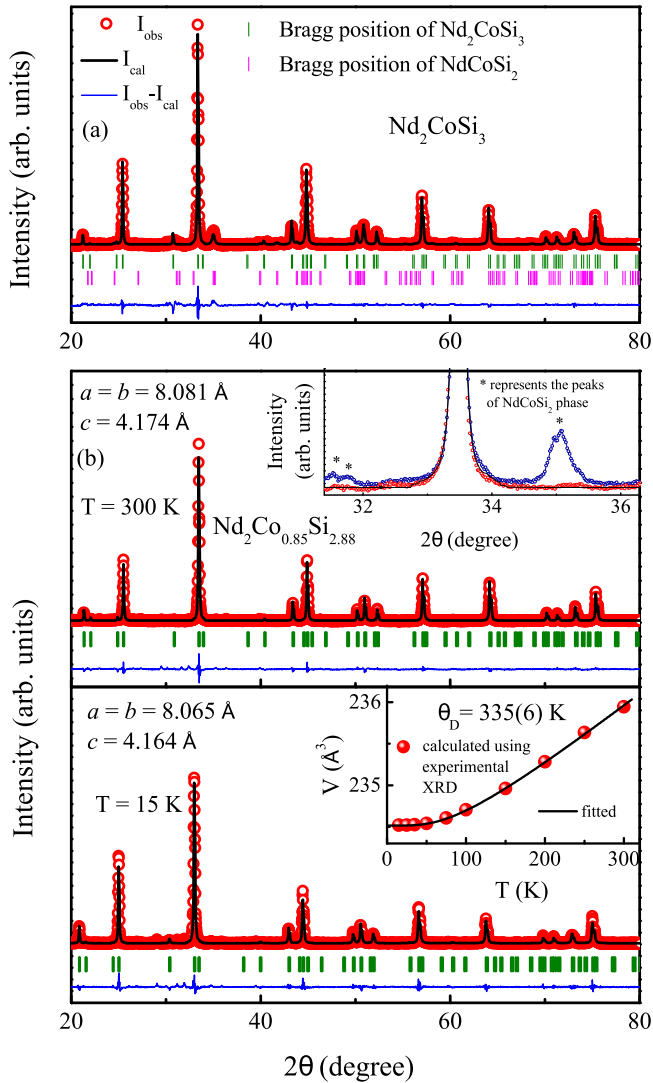 I_obs
I_cal
I_obs-I_cal
Bragg position of Nd₂CoSi₃
Bragg position of NdCoSi₂
(a)
Nd₂CoSi₃
Intensity (arb. units)
20 40 60 80
a = b = 8.081 Å
c = 4.174 Å
(b)
T = 300 K
Nd₂Co₀.₈₅Si₂.₈₈
* represents the peaks
of NdCoSi₂ phase
* * *
Intensity
(arb. units)
32 34 36
2θ (degree)
Intensity (arb. units)
a = b = 8.065 Å
c = 4.164 Å
T = 15 K
θ_D = 335(6) K
calculated using
experimental
XRD
fitted
V (Å³)
236
235
0 100 200 300
T (K)
20 40 60 80
2θ (degree)